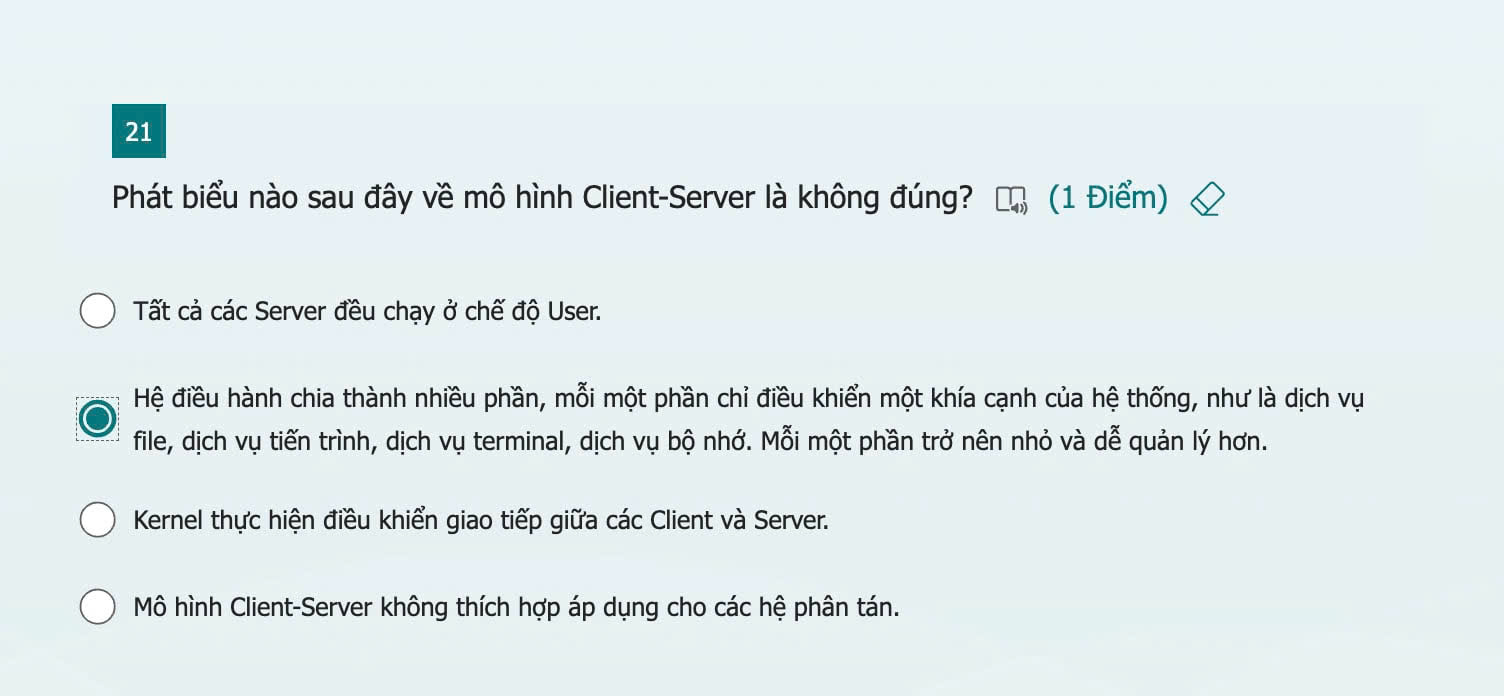 21
Phát biểu nào sau đây về mô hình Client-Server là không đúng? (1 Điểm)
Tất cả các Server đều chạy ở chế độ User.
Hệ điều hành chia thành nhiều phần, mỗi một phần chỉ điều khiển một khía cạnh của hệ thống, như là dịch vụ
file, dịch vụ tiến trình, dịch vụ terminal, dịch vụ bộ nhớ. Mỗi một phần trở nên nhỏ và dễ quản lý hơn.
Kernel thực hiện điều khiển giao tiếp giữa các Client và Server.
Mô hình Client-Server không thích hợp áp dụng cho các hệ phân tán.